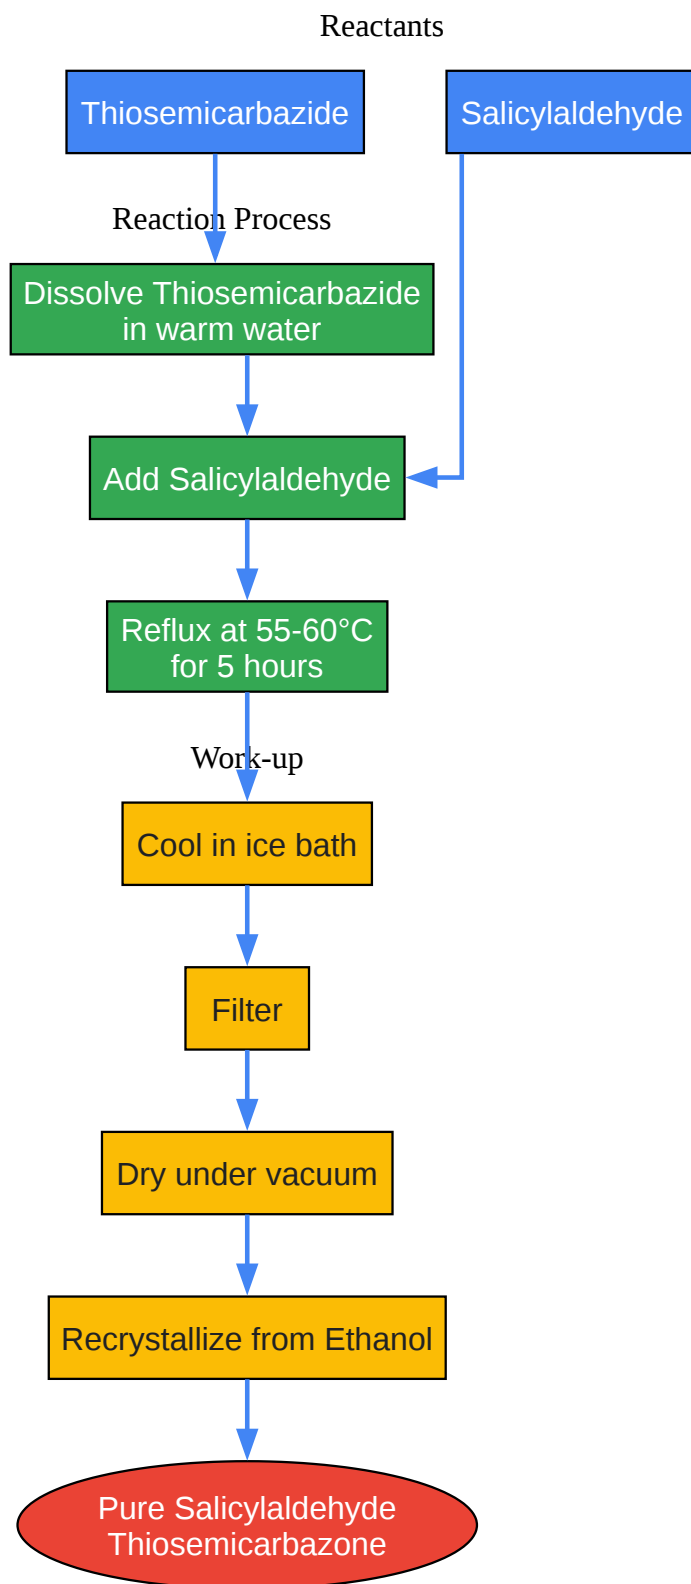 Reactants
Thiosemicarbazide
Salicylaldehyde
Reaction Process
Dissolve Thiosemicarbazide
in warm water
Add Salicylaldehyde
Reflux at 55-60°C
for 5 hours
Work-up
Cool in ice bath
Filter
Dry under vacuum
Recrystallize from Ethanol
Pure Salicylaldehyde
Thiosemicarbazone